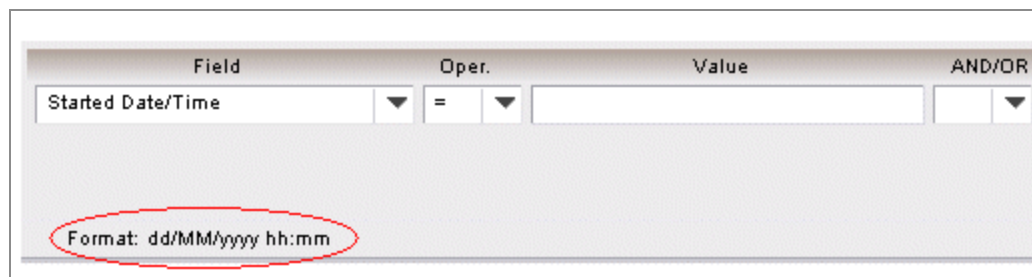 Field Oper. Value AND/OR
Started Date/Time =
Format: dd/MM/yyyy hh:mm